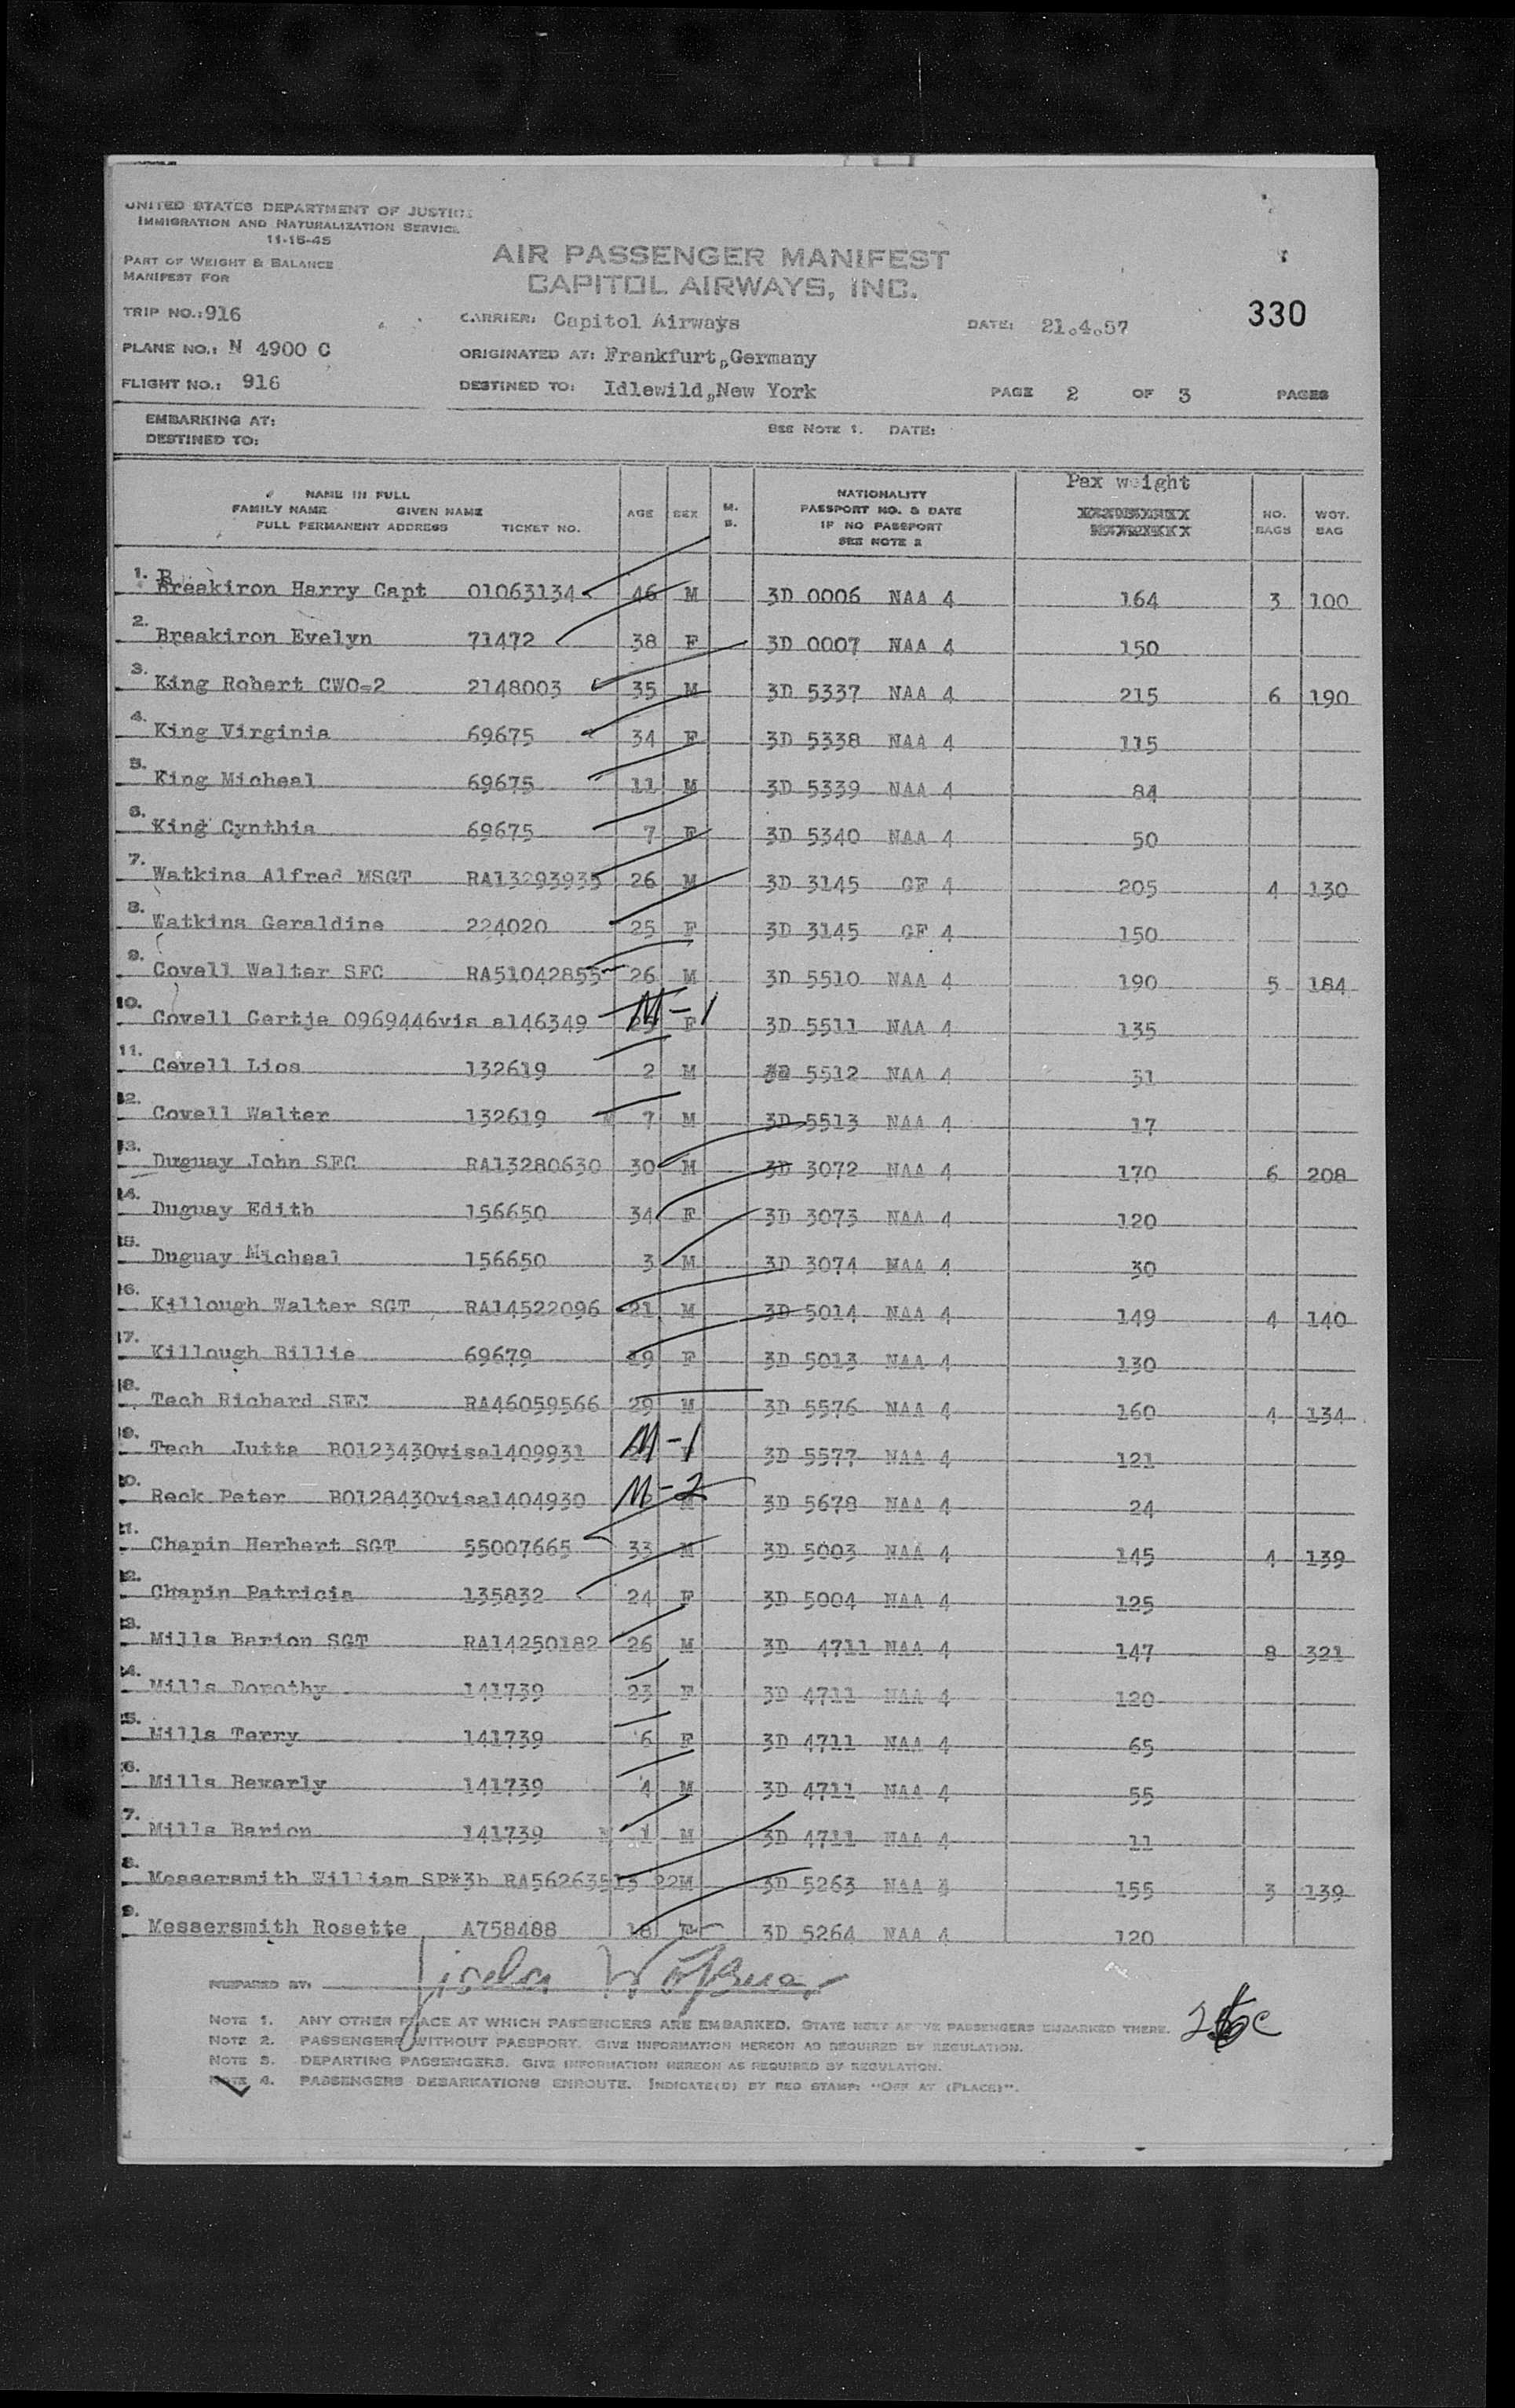 UNITED STATES DEPARTMENT OF JUSTICE
IMMIGRATION AND NATURALIZATION SERVICE
11-15-45
PART OF WEIGHT & BALANCE
MANIFEST FOR
AIR PASSENGER MANIFEST
CAPITOL AIRWAYS, INC.
330
TRIP NO.: 916 CARRIER: Capitol Airways DATE: 21.4.57
PLANE NO.: N 4900 C ORIGINATED AT: Frankfurt,Germany
FLIGHT NO.: 916 DESTINED TO: Idlewild,New York PAGE 2 OF 3 PAGES
EMBARKING AT:
DESTINED TO:
SEE NOTE 1. DATE:
NAME IN FULL
FAMILY NAME GIVEN NAME
FULL PERMANENT ADDRESS TICKET NO.
AGE SEX M. S.
NATIONALITY
PASSPORT NO. & DATE
IF NO PASSPORT
SEE NOTE 2
Pax weight
NO. BAGS WGT. BAG
1. Breakiron Harry Capt 01063134 46 M 3D 0006 NAA 4 164 3 100
2. Breakiron Evelyn 71472 38 F 3D 0007 NAA 4 150
3. King Robert CWO-2 2148003 35 M 3D 5337 NAA 4 215 6 190
4. King Virginia 69675 34 F 3D 5338 NAA 4 115
5. King Micheal 69675 11 M 3D 5339 NAA 4 84
6. King Cynthia 69675 7 F 3D 5340 NAA 4 50
7. Watkins Alfred MSGT RA13293935 26 M 3D 3145 GF 4 205 4 130
8. Watkins Geraldine 224020 25 F 3D 3145 GF 4 150
9. Covell Walter SFC RA51042855 26 M 3D 5510 NAA 4 190 5 184
10. Covell Gertje 0969446vis a146349 M-1 F 3D 5511 NAA 4 135
11. Covell Lios 132619 2 M 5512 NAA 4 31
12. Covell Walter 132619 7 M 3D 5513 NAA 4 17
13. Duguay John SFC RA13280630 30 M 3D 3072 NAA 4 170 6 208
14. Duguay Edith 156650 34 F 3D 3073 NAA 4 120
15. Duguay Micheal 156650 3 M 3D 3074 NAA 4 30
16. Killough Walter SGT RA14522096 21 M 3D 5014 NAA 4 149 4 140
17. Killough Billie 69679 19 F 3D 5013 NAA 4 130
18. Tech Richard SFC RA46059566 29 M 3D 5576 NAA 4 160 4 134
19. Tech Jutta B0123430visa1409931 M-1 3D 5577 NAA 4 121
20. Reck Peter B0128430visa1404930 M-2 3D 5678 NAA 4 24
21. Chapin Herbert SGT 55007665 33 M 3D 5003 NAA 4 145 4 139
22. Chapin Patricia 135832 24 F 3D 5004 NAA 4 125
23. Mills Barion SGT RA14250182 26 M 3D 4711 NAA 4 147 8 321
24. Mills Dorothy 141739 23 F 3D 4711 NAA 4 120
25. Mills Terry 141739 6 F 3D 4711 NAA 4 65
26. Mills Beverly 141739 4 M 3D 4711 NAA 4 55
27. Mills Barion 141739 1 M 3D 4711 NAA 4 11
28. Messersmith William SP*3b RA56263513 22M 3D 5263 NAA 4 155 3 139
29. Messersmith Rosette A758488 18 F 3D 5264 NAA 4 120
PREPARED BY:
NOTE 1. ANY OTHER PLACE AT WHICH PASSENGERS ARE EMBARKED. STATE NEXT ABOVE PASSENGERS EMBARKED THERE.
NOTE 2. PASSENGERS WITHOUT PASSPORT. GIVE INFORMATION HEREON AS REQUIRED BY REGULATION.
NOTE 3. DEPARTING PASSENGERS. GIVE INFORMATION HEREON AS REQUIRED BY REGULATION.
NOTE 4. PASSENGERS DEBARKATIONS ENROUTE. INDICATE(D) BY RED STAMP: "OFF AT (PLACE)".